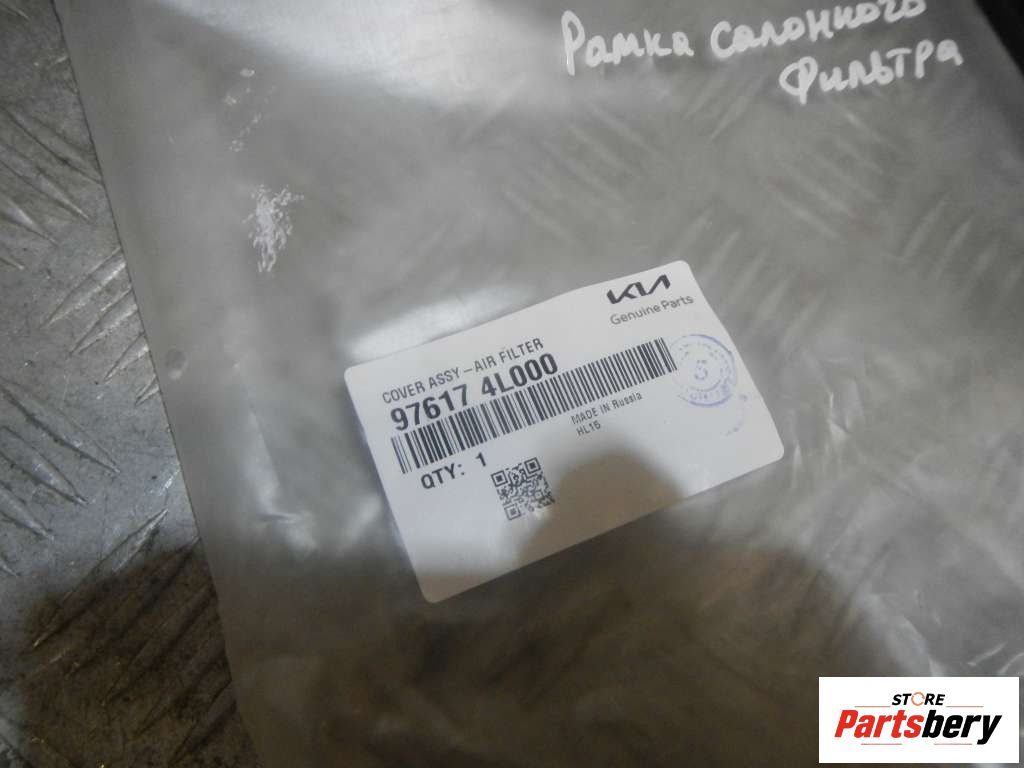 Рамка салонного
Фильтра
KIA
Genuine Parts
COVER ASSY-AIR FILTER
97617 4L000
MADE IN Russia
HL15
QTY: 1
STORE
Partsbery